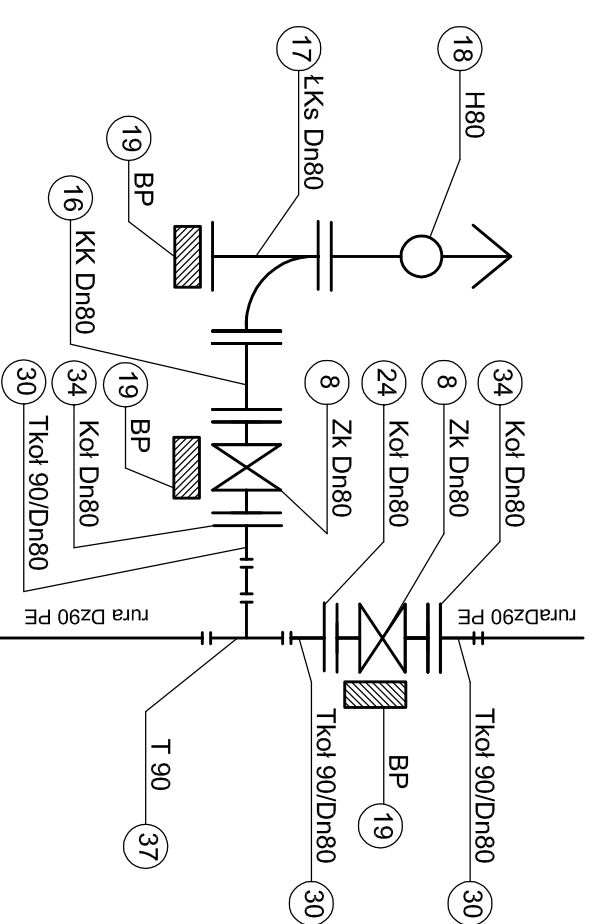 18
H80
17
ŁKs Dn80
19
BP
16
KK Dn80
34
Koł Dn80
8
Zk Dn80
24
Koł Dn80
8
Zk Dn80
19
BP
34
Koł Dn80
30
Tkoł 90/Dn80
rura Dz90 PE
ruraDz90 PE
Tkoł 90/Dn80
30
BP
19
Tkoł 90/Dn80
30
T 90
37